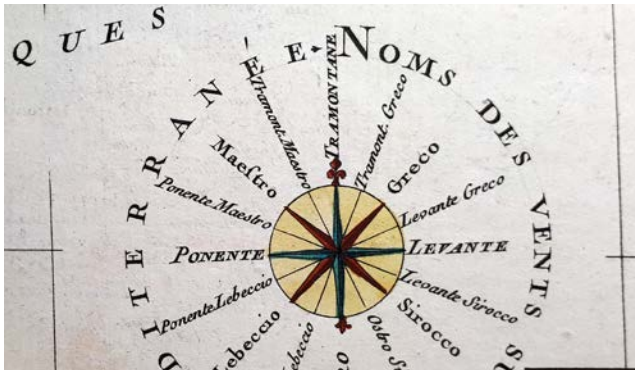 QUES
NOMS DES VENTS SU
DITERRANÉE
TRAMONTANE
Tramont. Greco
Greco
Levante Greco
LEVANTE
Levante Sirocco
Sirocco
Ponente Lebeccio
PONENTE
Ponente Maestro
Maeſtro
Tramont. Maestro